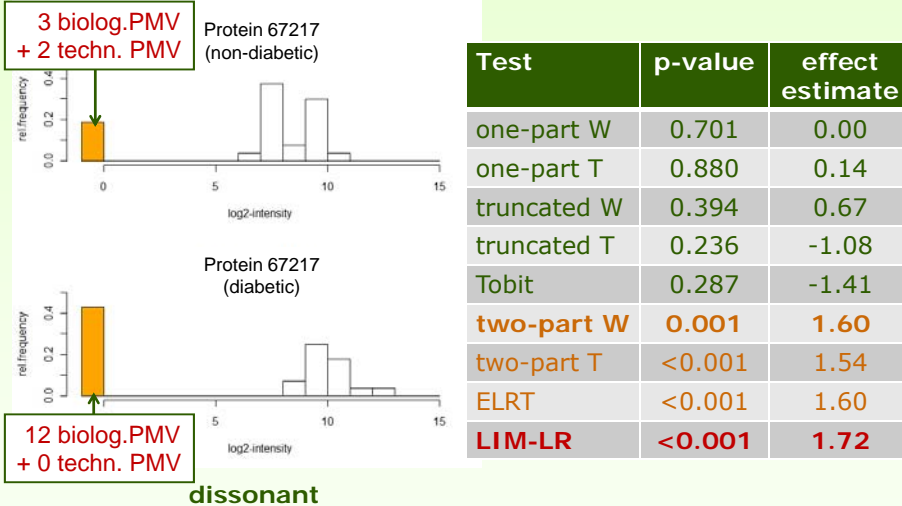 3 biolog.PMV
+ 2 techn. PMV
Protein 67217
(non-diabetic)
rel.frequency
0.4
0.2
0.0
0
5
10
15
log2-intensity
Protein 67217
(diabetic)
rel.frequency
0.4
0.2
0.0
5
10
15
log2-intensity
12 biolog.PMV
+ 0 techn. PMV
dissonant
Test p-value effect
estimate
one-part W 0.701 0.00
one-part T 0.880 0.14
truncated W 0.394 0.67
truncated T 0.236 -1.08
Tobit 0.287 -1.41
two-part W 0.001 1.60
two-part T <0.001 1.54
ELRT <0.001 1.60
LIM-LR <0.001 1.72